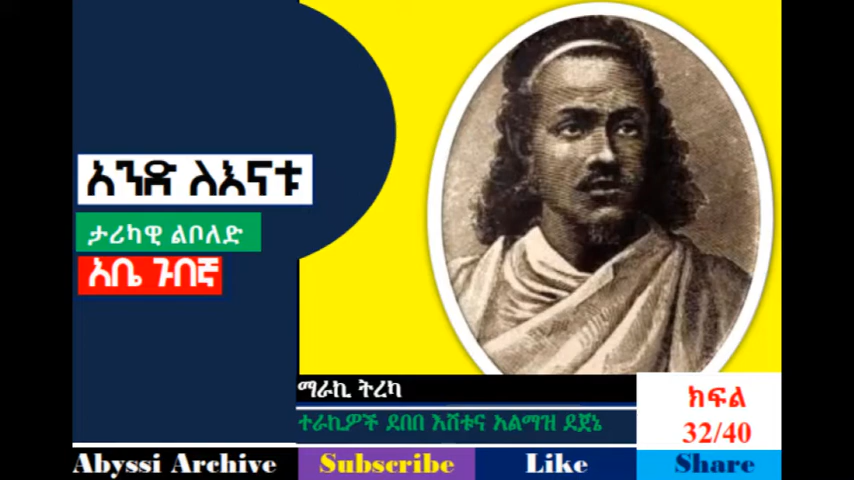 አንድ ለእናቱ
ታሪካዊ ልቦለድ
አቤ ጉበኛ
ማራኪ ትረካ
ተራኪዎች ደበበ እሸቱና አልማዝ ደጀኔ
ክፍል
32/40
Abyssi Archive
Subscribe
Like
Share